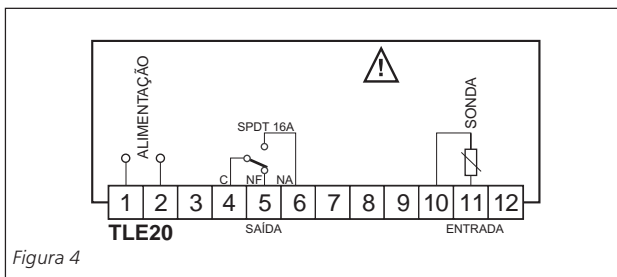 ALIMENTAÇÃO
SONDA
SPDT 16A
C NF NA
1 2 3 4 5 6 7 8 9 10 11 12
TLE20 SAÍDA ENTRADA
Figura 4